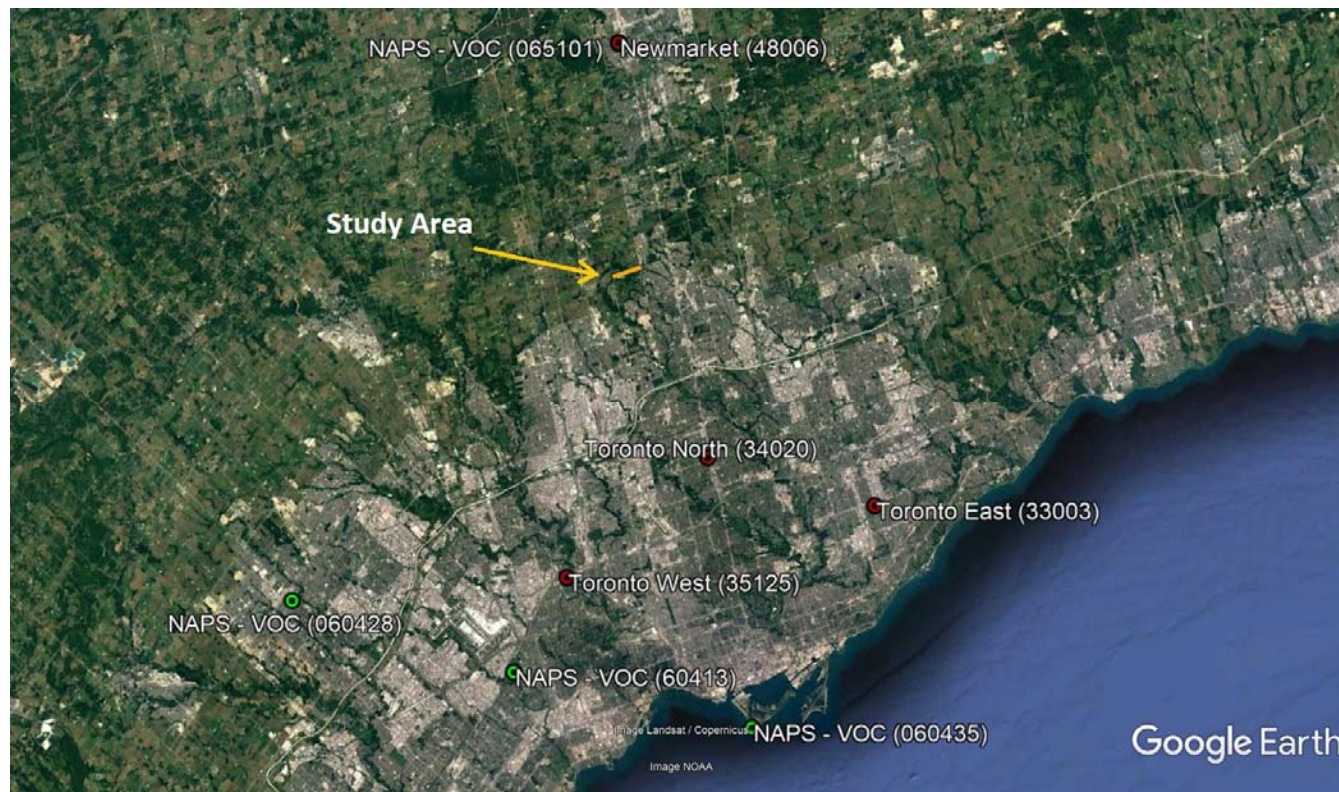 NAPS - VOC (065101) Newmarket (48006)
Study Area
Toronto North (34020)
Toronto East (33003)
Toronto West (35125)
NAPS - VOC (060428)
NAPS - VOC (60413)
Image Landsat / Copernicus
NAPS - VOC (060435)
Google Earth
Image NOAA